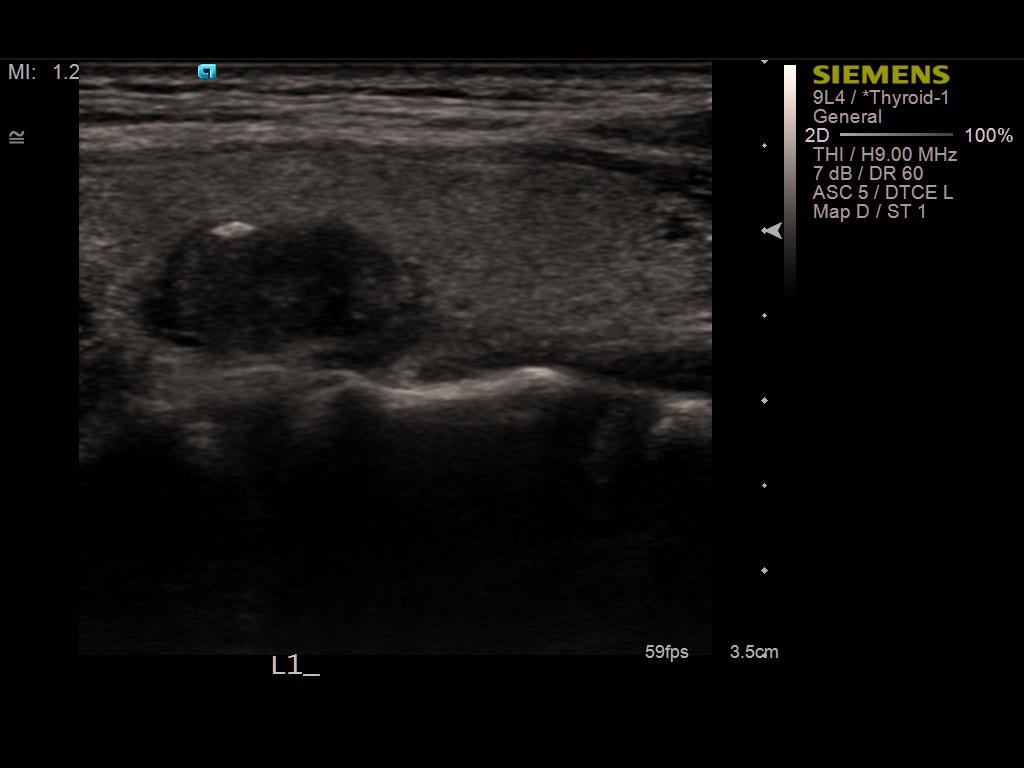 MI: 1.2
SIEMENS
9L4 / *Thyroid-1
General
2D 100%
THI / H9.00 MHz
7 dB / DR 60
ASC 5 / DTCE L
Map D / ST 1
59fps 3.5cm
L1_